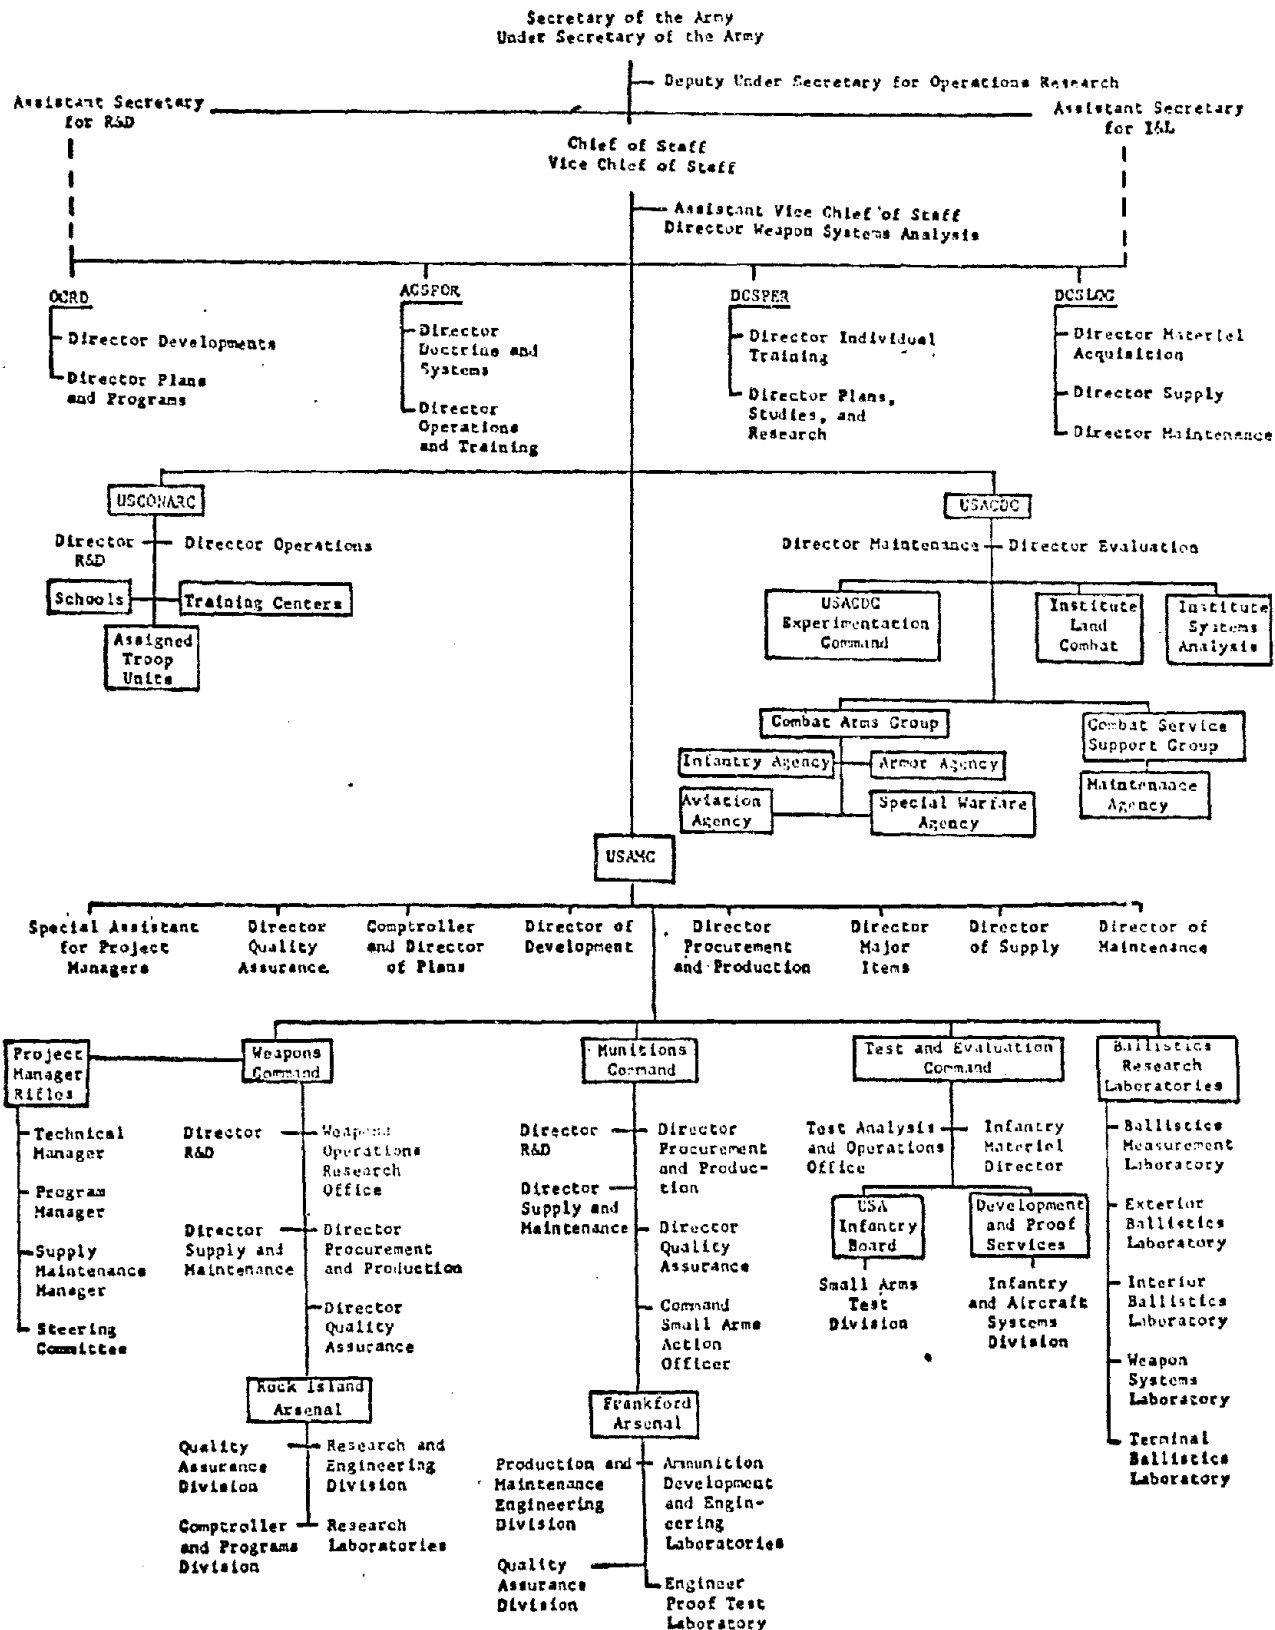 Secretary of the Army
Under Secretary of the Army
Deputy Under Secretary for Operations Research
Assistant Secretary
for R&D
Assistant Secretary
for I&L
Chief of Staff
Vice Chief of Staff
Assistant Vice Chief of Staff
Director Weapon Systems Analysis
OCRD
Director Developments
Director Plans
and Programs
ACSFOR
Director
Doctrine and
Systems
Director
Operations
and Training
DCSPER
Director Individual
Training
Director Plans,
Studies, and
Research
DCSLOG
Director Materiel
Acquisition
Director Supply
Director Maintenance
USCONARC
Director
R&D
Director Operations
Schools
Training Centers
Assigned
Troop
Units
USACDC
Director Maintenance
Director Evaluation
USACDC
Experimentation
Command
Institute
Land
Combat
Institute
Systems
Analysis
Combat Arms Group
Infantry Agency
Armor Agency
Aviation
Agency
Special Warfare
Agency
Combat Service
Support Group
Maintenance
Agency
USAMC
Special Assistant
for Project
Managers
Director
Quality
Assurance
Comptroller
and Director
of Plans
Director of
Development
Director
Procurement
and Production
Director
Major
Items
Director
of Supply
Director of
Maintenance
Project
Manager
Rifles
Technical
Manager
Program
Manager
Supply
Maintenance
Manager
Steering
Committee
Weapons
Command
Director
R&D
Weapons
Operations
Research
Office
Director
Supply and
Maintenance
Director
Procurement
and Production
Director
Quality
Assurance
Rock Island
Arsenal
Quality
Assurance
Division
Research and
Engineering
Division
Comptroller
and Programs
Division
Research
Laboratories
Munitions
Command
Director
R&D
Director
Procurement
and Produc-
tion
Director
Supply and
Maintenance
Director
Quality
Assurance
Command
Small Arms
Action
Officer
Frankford
Arsenal
Production and
Maintenance
Engineering
Division
Ammunition
Development
and Engin-
eering
Laboratories
Quality
Assurance
Division
Engineer
Proof Test
Laboratory
Test and Evaluation
Command
Test Analysis
and Operations
Office
Infantry
Materiel
Director
USA
Infantry
Board
Development
and Proof
Services
Small Arms
Test
Division
Infantry
and Aircraft
Systems
Division
Ballistics
Research
Laboratories
Ballistics
Measurement
Laboratory
Exterior
Ballistics
Laboratory
Interior
Ballistics
Laboratory
Weapon
Systems
Laboratory
Terminal
Ballistics
Laboratory